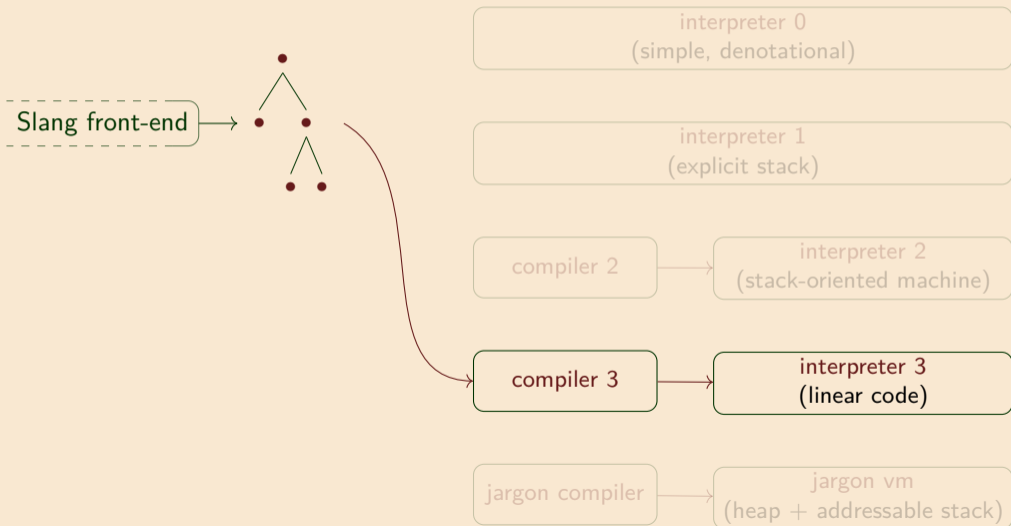 interpreter 0
(simple, denotational)
Slang front-end
interpreter 1
(explicit stack)
compiler 2
interpreter 2
(stack-oriented machine)
compiler 3
interpreter 3
(linear code)
jargon compiler
jargon vm
(heap + addressable stack)